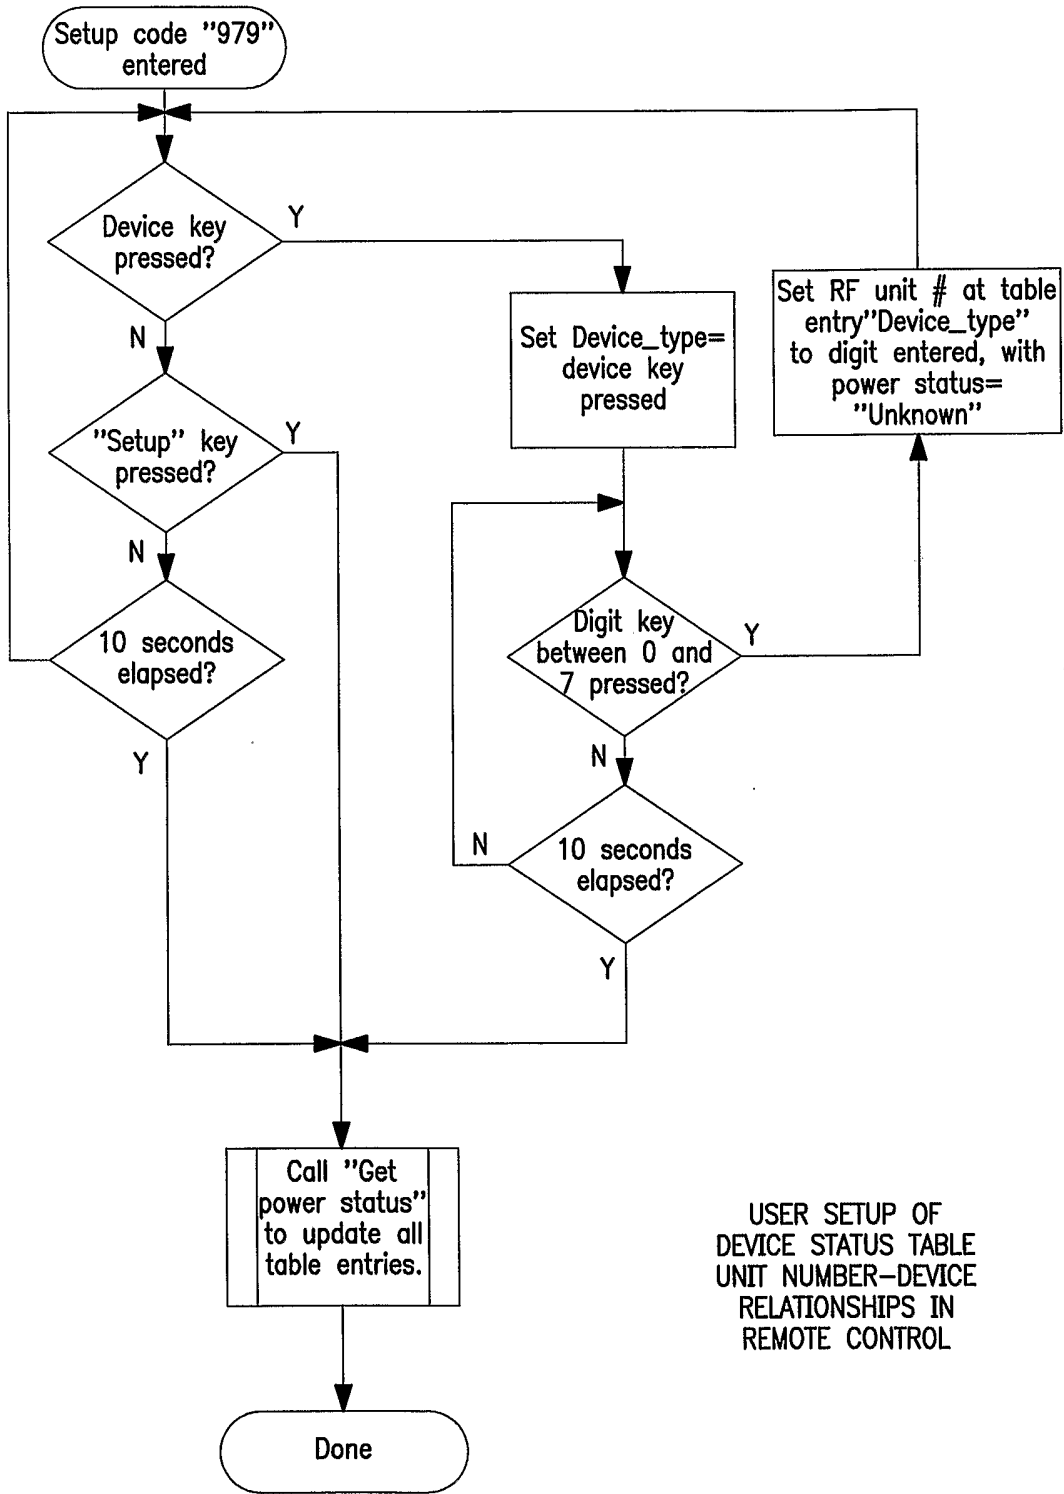 Setup code "979"
entered
Device key
pressed?
Y
N
Set Device_type=
device key
pressed
Set RF unit # at table
entry"Device_type"
to digit entered, with
power status=
"Unknown"
"Setup" key
pressed?
Y
N
10 seconds
elapsed?
Y
Digit key
between 0 and
7 pressed?
Y
N
10 seconds
elapsed?
N
Y
Call "Get
power status"
to update all
table entries.
Done
USER SETUP OF
DEVICE STATUS TABLE
UNIT NUMBER-DEVICE
RELATIONSHIPS IN
REMOTE CONTROL